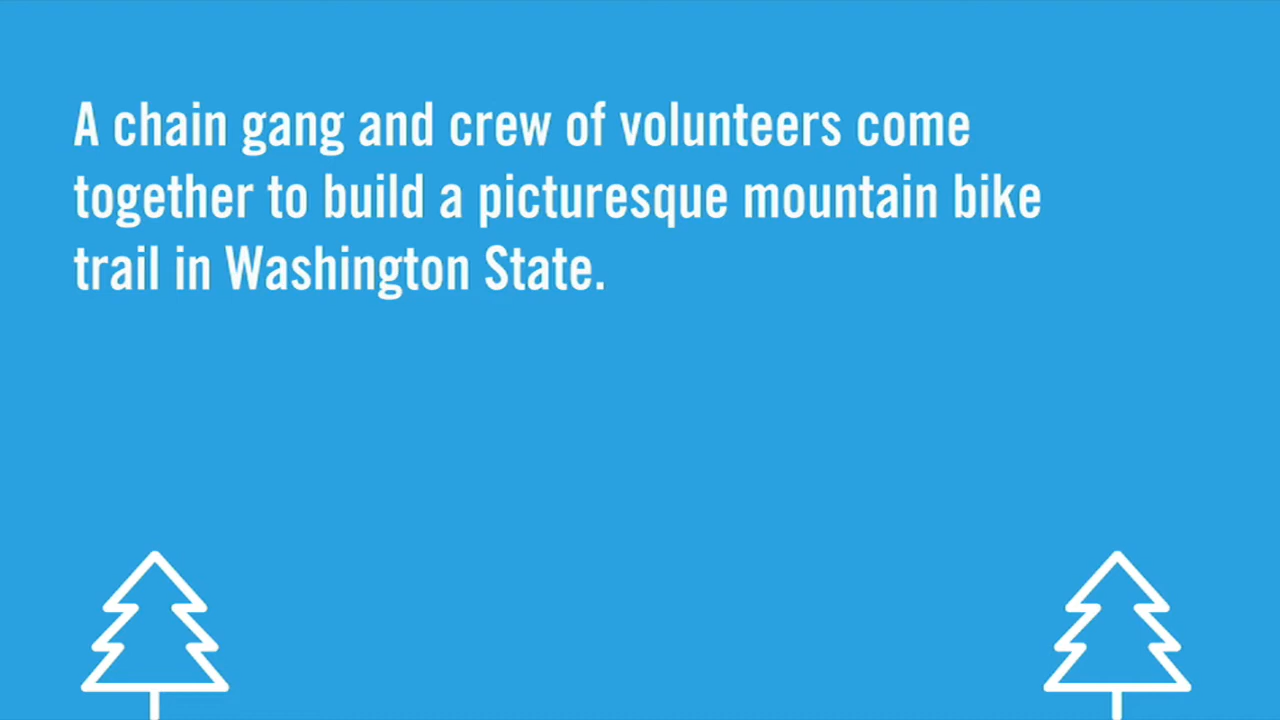 A chain gang and crew of volunteers come
together to build a picturesque mountain bike
trail in Washington State.